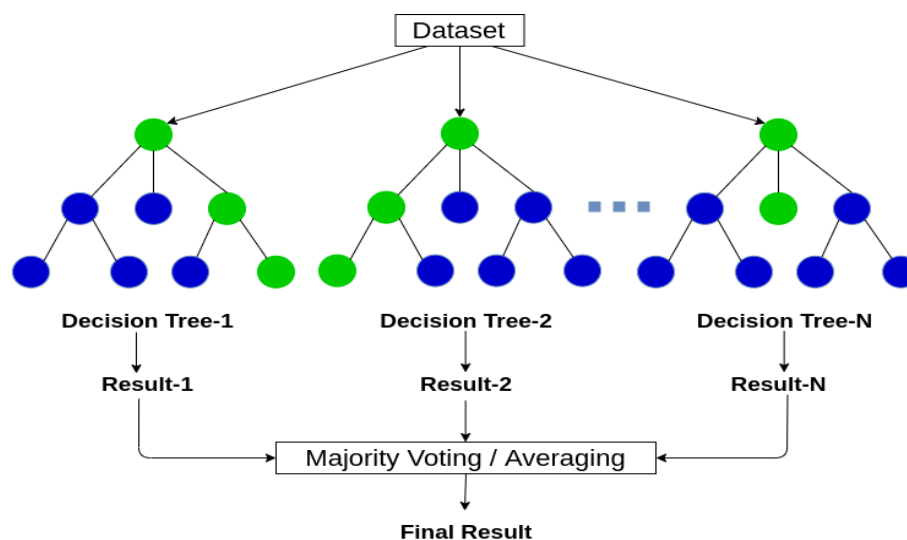 Dataset
Decision Tree-1
Decision Tree-2
Decision Tree-N
Result-1
Result-2
Result-N
Majority Voting / Averaging
Final Result